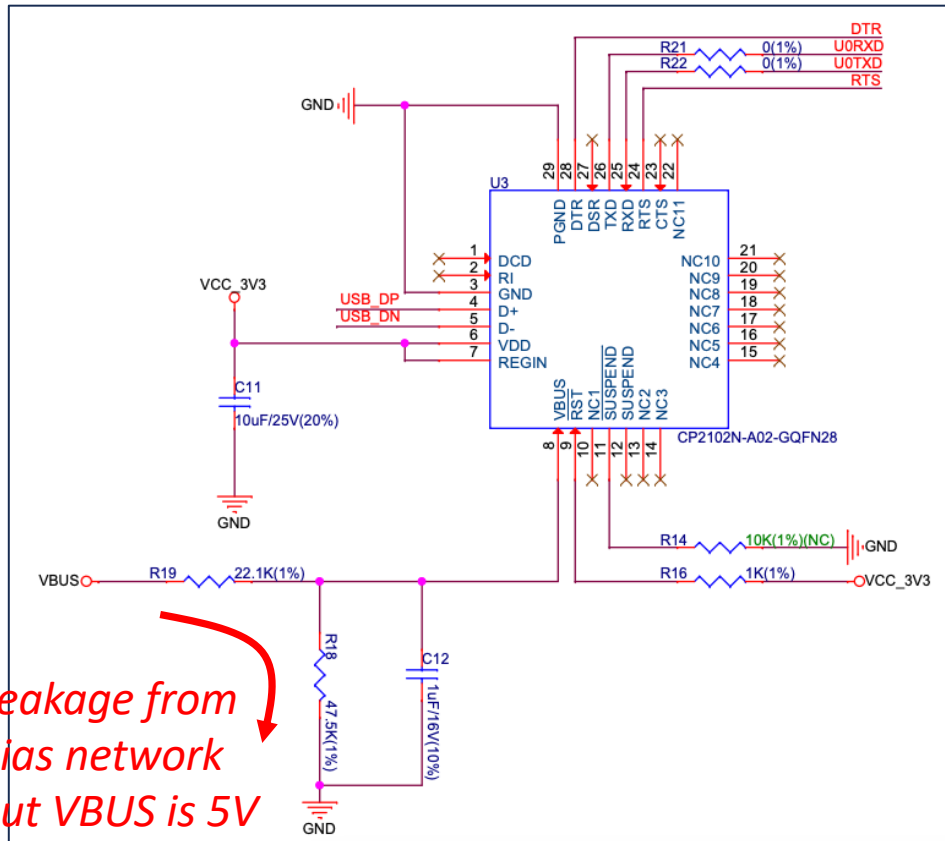 DTR
R21 0(1%) U0RXD
R22 0(1%) U0TXD
RTS
GND
29 28 27 26 25 24 23 22
U3
PGND DTR DSR TXD RXD RTS CTS NC11
1 DCD
2 RI
3 GND
USB_DP 4 D+
USB_DN 5 D-
6 VDD
7 REGIN
NC10 21
NC9 20
NC8 19
NC7 18
NC6 17
NC5 16
NC4 15
VCC_3V3
C11
10uF/25V(20%)
GND
VBUS RST NC1 SUSPEND SUSPEND NC2 NC3
8 9 10 11 12 13 14
CP2102N-A02-GQFN28
R14 10K(1%)(NC) GND
R16 1K(1%) VCC_3V3
VBUS R19 22.1K(1%)
R18
47.5K(1%)
C12
1uF/16V(10%)
GND
eakage from
ias network
ut VBUS is 5V